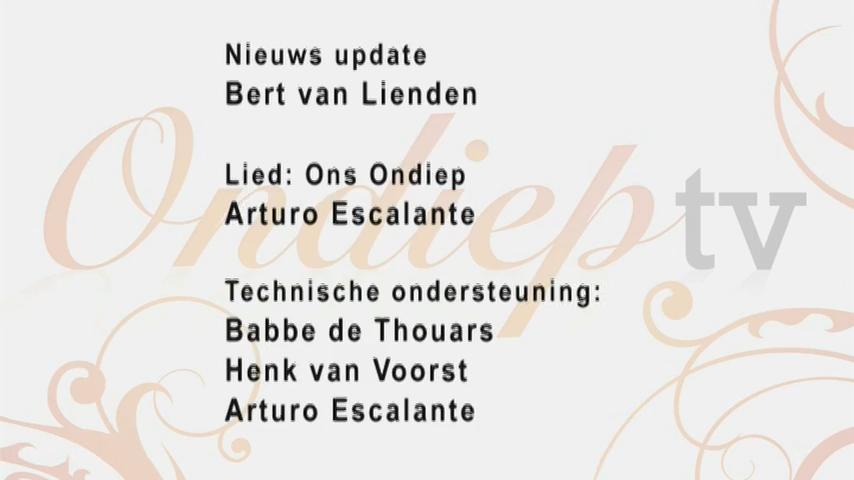 Nieuws update
Bert van Lienden
Lied: Ons Ondiep
Arturo Escalante
Ondiep tv
Technische ondersteuning:
Babbe de Thouars
Henk van Voorst
Arturo Escalante